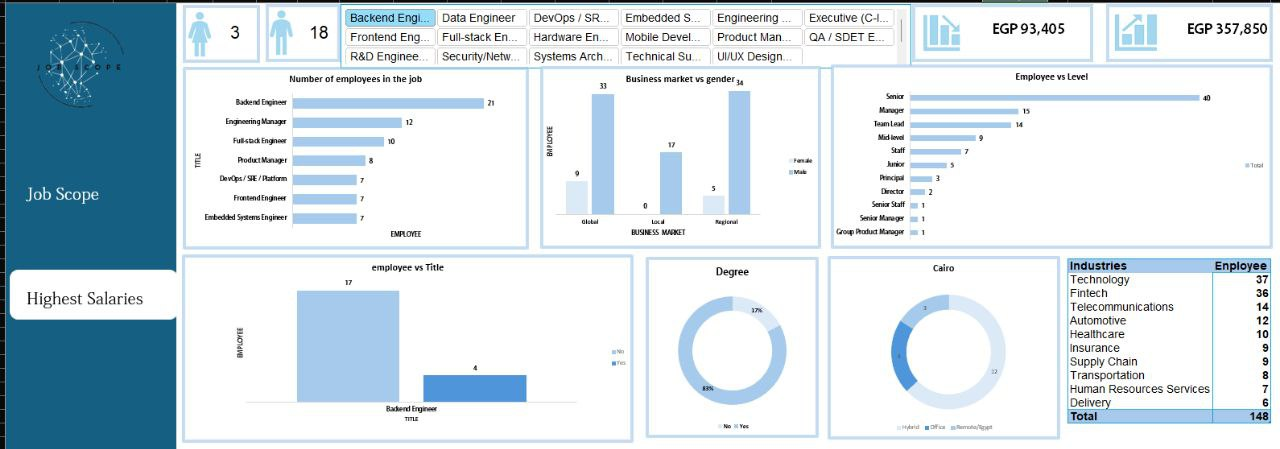 JOB SCOPE
Job Scope
Highest Salaries
3
18
Backend Engi...
Data Engineer
DevOps / SR...
Embedded S...
Engineering ...
Executive (C-l...
Frontend Eng...
Full-stack En...
Hardware En...
Mobile Devel...
Product Man...
QA / SDET E...
R&D Enginee...
Security/Netw...
Systems Arch...
Technical Su...
UI/UX Design...
EGP 93,405
EGP 357,850
Number of employees in the job
TITLE
Backend Engineer 21
Engineering Manager 12
Full-stack Engineer 10
Product Manager 8
DevOps / SRE / Platform 7
Frontend Engineer 7
Embedded Systems Engineer 7
EMPLOYEE
Business market vs gender
EMPLOYEE
9
33
0
17
5
34
Global
Local
Regional
BUSINESS MARKET
Female
Male
Employee vs Level
Senior 40
Manager 15
Team Lead 14
Mid-level 9
Staff 7
Junior 5
Principal 3
Director 2
Senior Staff 1
Senior Manager 1
Group Product Manager 1
Total
employee vs Title
EMPLOYEE
17
4
Backend Engineer
TITLE
No
Yes
Degree
17%
83%
No Yes
Cairo
3
12
Hybrid Office Remote/Egypt
Industries Employee
Technology 37
Fintech 36
Telecommunications 14
Automotive 12
Healthcare 10
Insurance 9
Supply Chain 9
Transportation 8
Human Resources Services 7
Delivery 6
Total 148